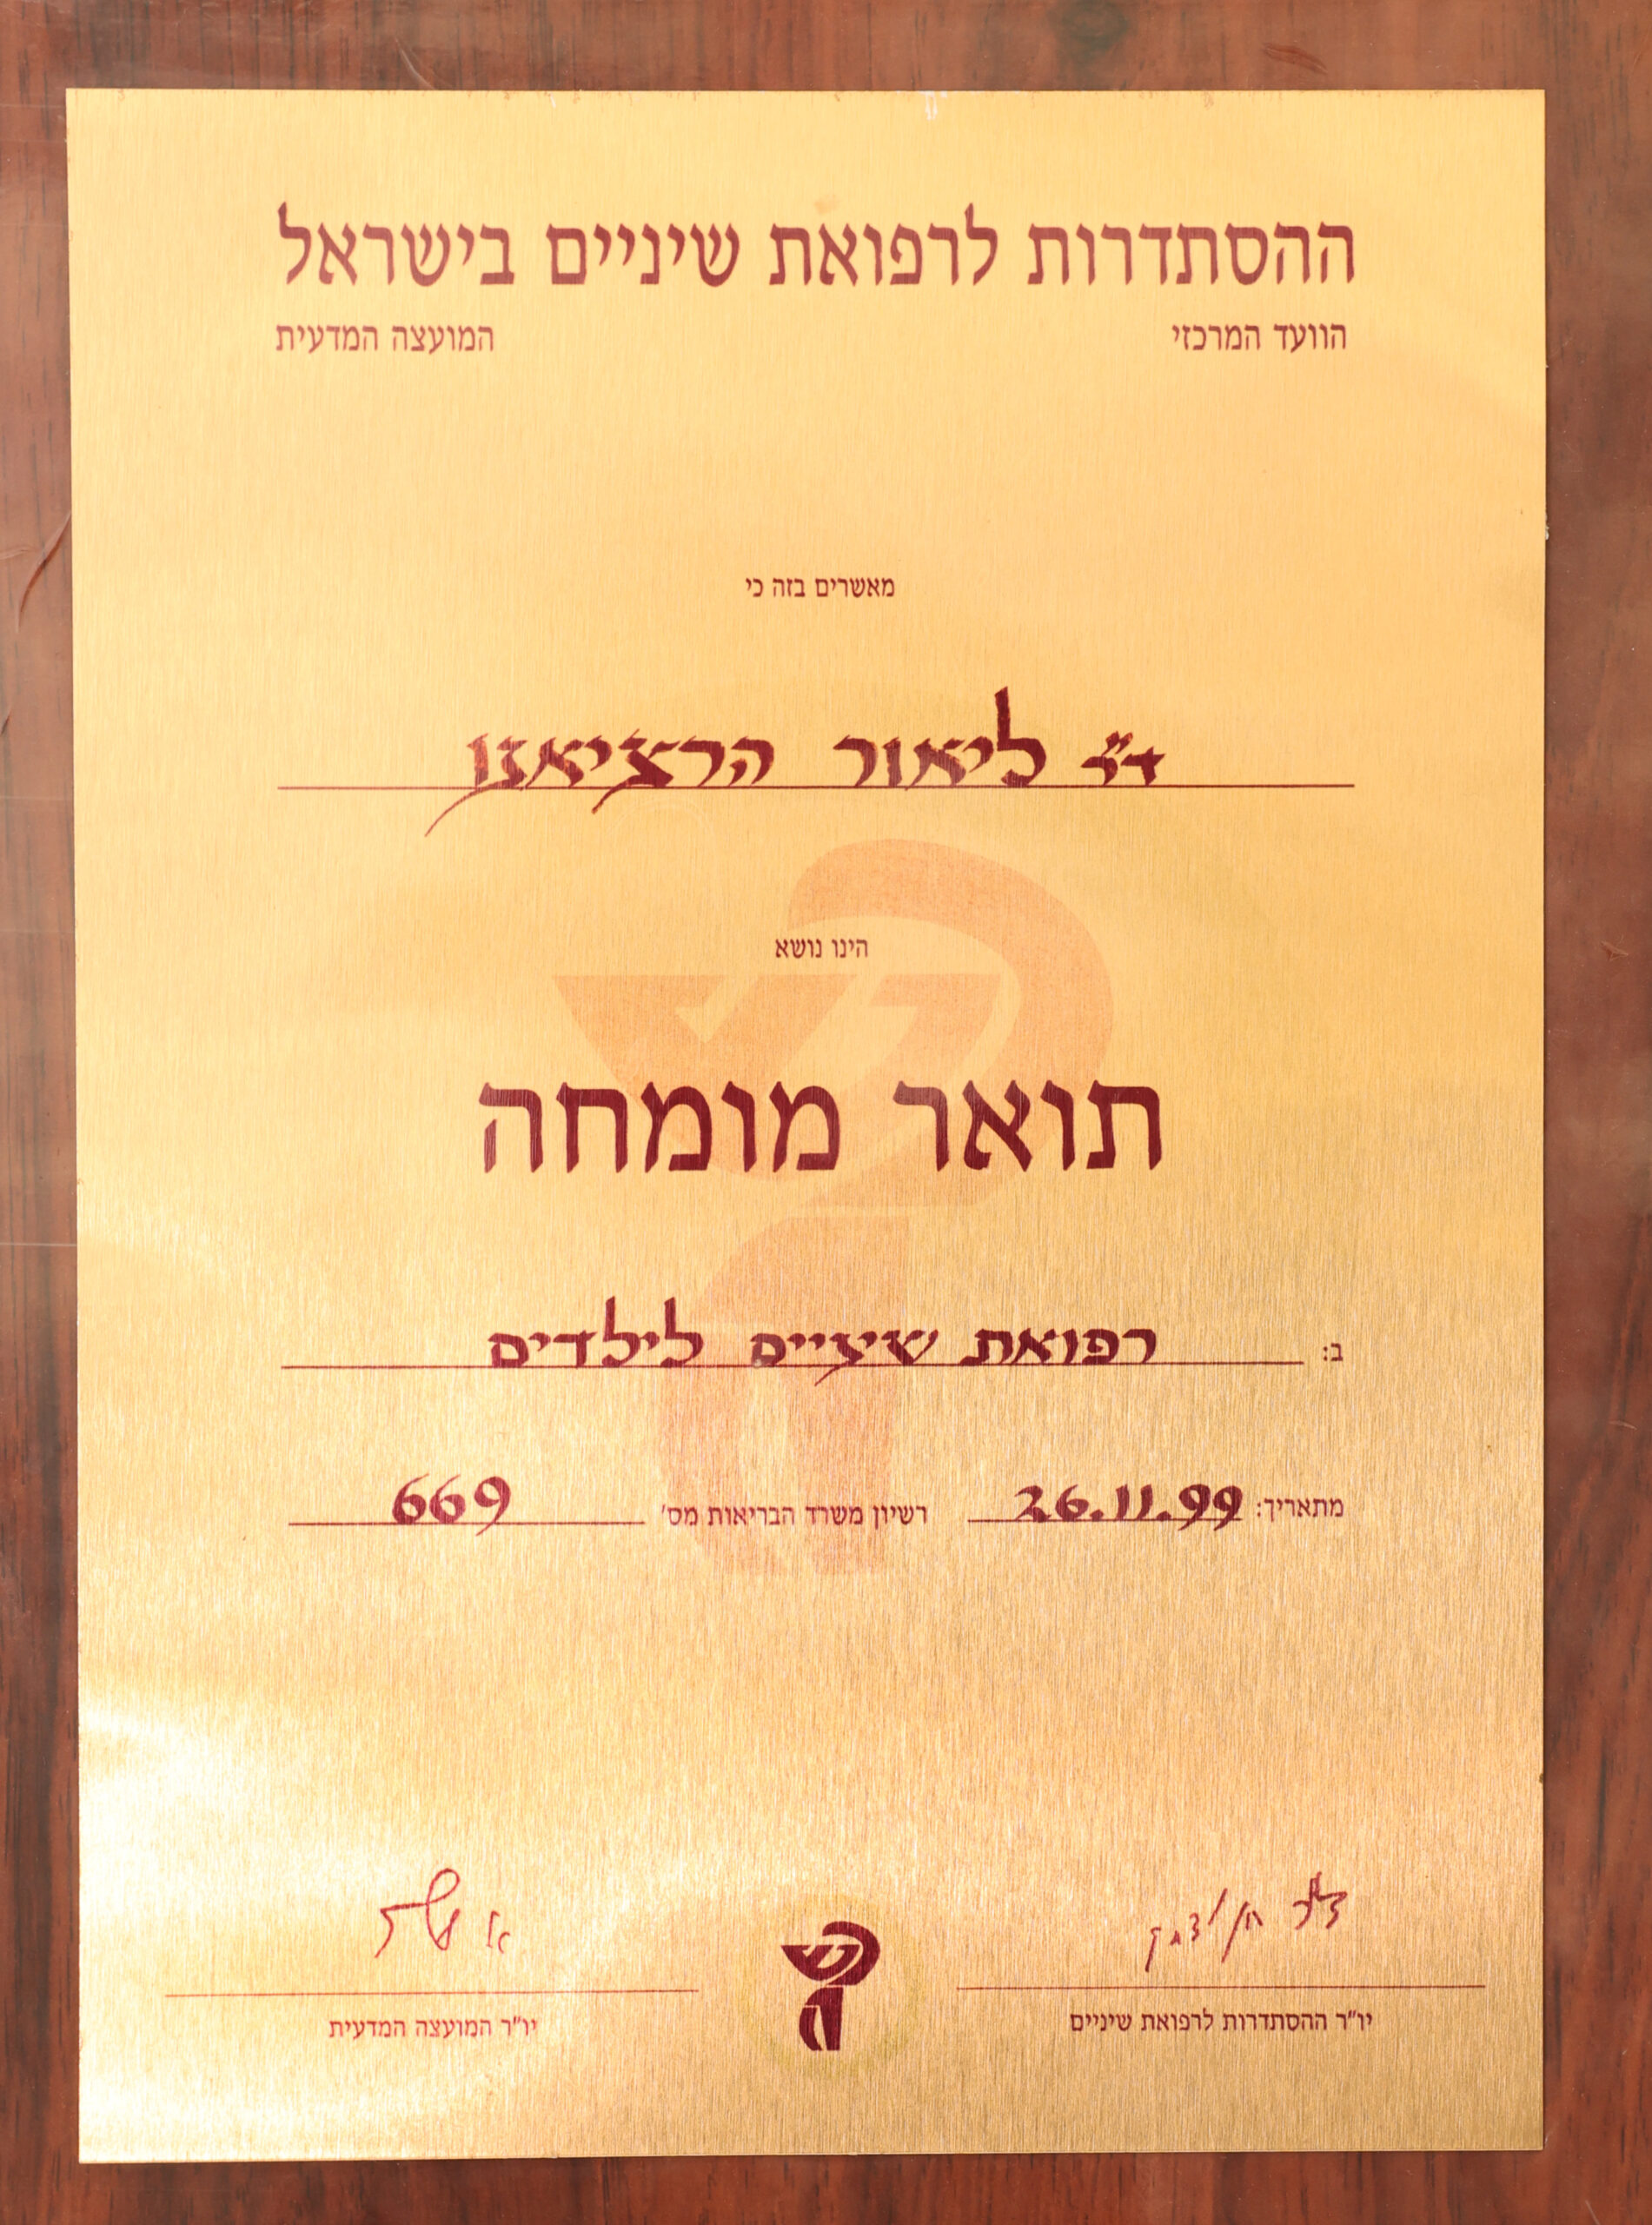 ההסתדרות לרפואת שיניים בישראל
הוועד המרכזי המועצה המדעית
מאשרים בזה כי
ד"ר ליאור הרציאנו
הינו נושא
תואר מומחה
ב: רפואת שיניים לילדים
מתאריך: 26.11.99 רשיון משרד הבריאות מס' 669
ד"ר
יו"ר ההסתדרות לרפואת שיניים יו"ר המועצה המדעית